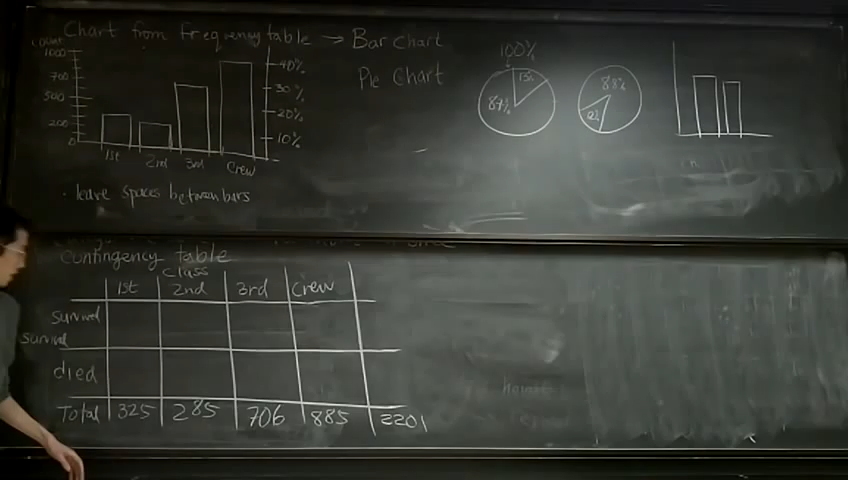 Chart from Frequency table → Bar Chart
Pie Chart
count
1000
700
500
200
0
40%
30%
20%
10%
1st 2nd 3rd Crew
• leave spaces between bars
100%
13%
87%
88%
12%
Contingency table
Class
1st 2nd 3rd Crew
survived
survival
died
Total 325 285 706 885 2201